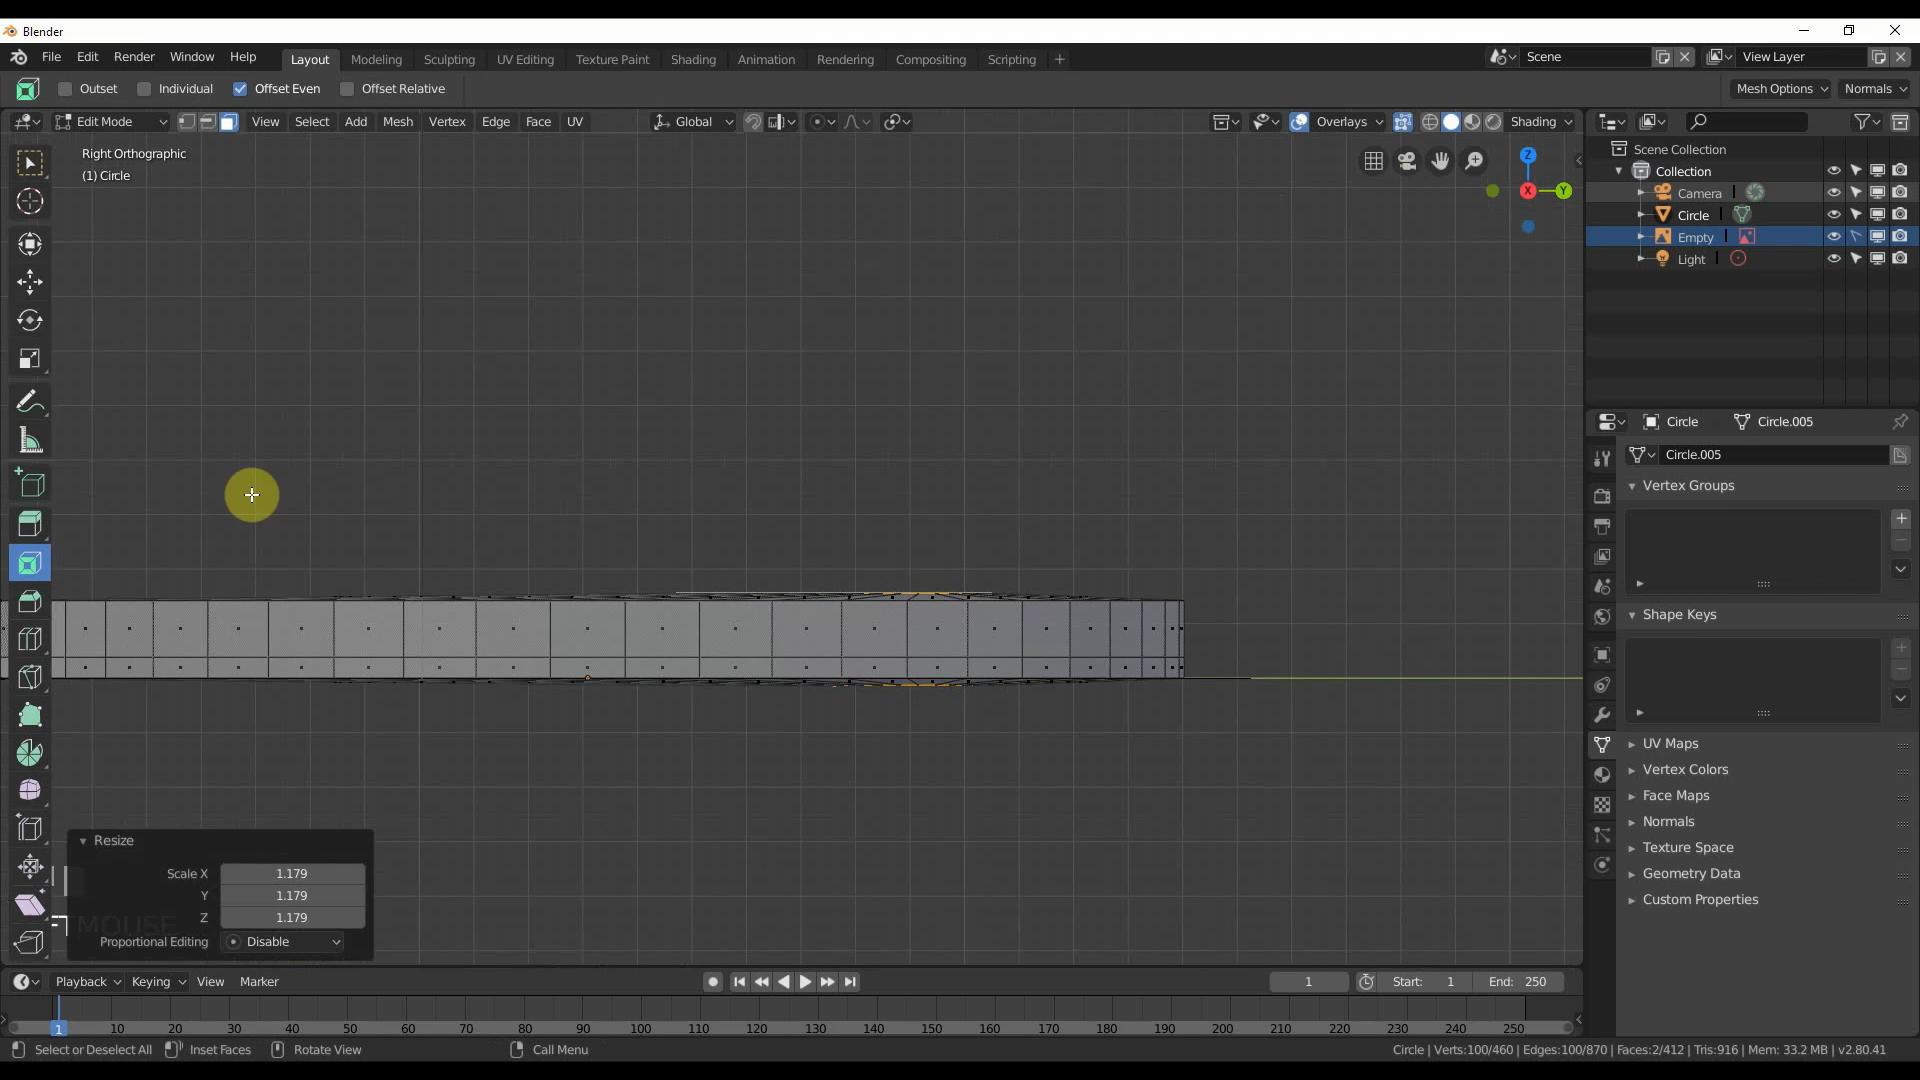 Blender
File Edit Render Window Help Layout Modeling Sculpting UV Editing Texture Paint Shading Animation Rendering Compositing Scripting + Scene View Layer
Outset Individual Offset Even Offset Relative Mesh Options Normals
Edit Mode View Select Add Mesh Vertex Edge Face UV Global Overlays Shading
Right Orthographic
(1) Circle
Z
X Y
Scene Collection
Collection
Camera
Circle
Empty
Light
Circle Circle.005
Circle.005
Vertex Groups
Shape Keys
UV Maps
Vertex Colors
Face Maps
Normals
Texture Space
Geometry Data
Custom Properties
Resize
Scale X 1.179
Y 1.179
Z 1.179
Proportional Editing Disable
MOUSE
Playback Keying View Marker 1 Start: 1 End: 250
1 10 20 30 40 50 60 70 80 90 100 110 120 130 140 150 160 170 180 190 200 210 220 230 240 250
Select or Deselect All Inset Faces Rotate View Call Menu Circle | Verts:100/460 | Edges:100/870 | Faces:2/412 | Tris:916 | Mem: 33.2 MB | v2.80.41